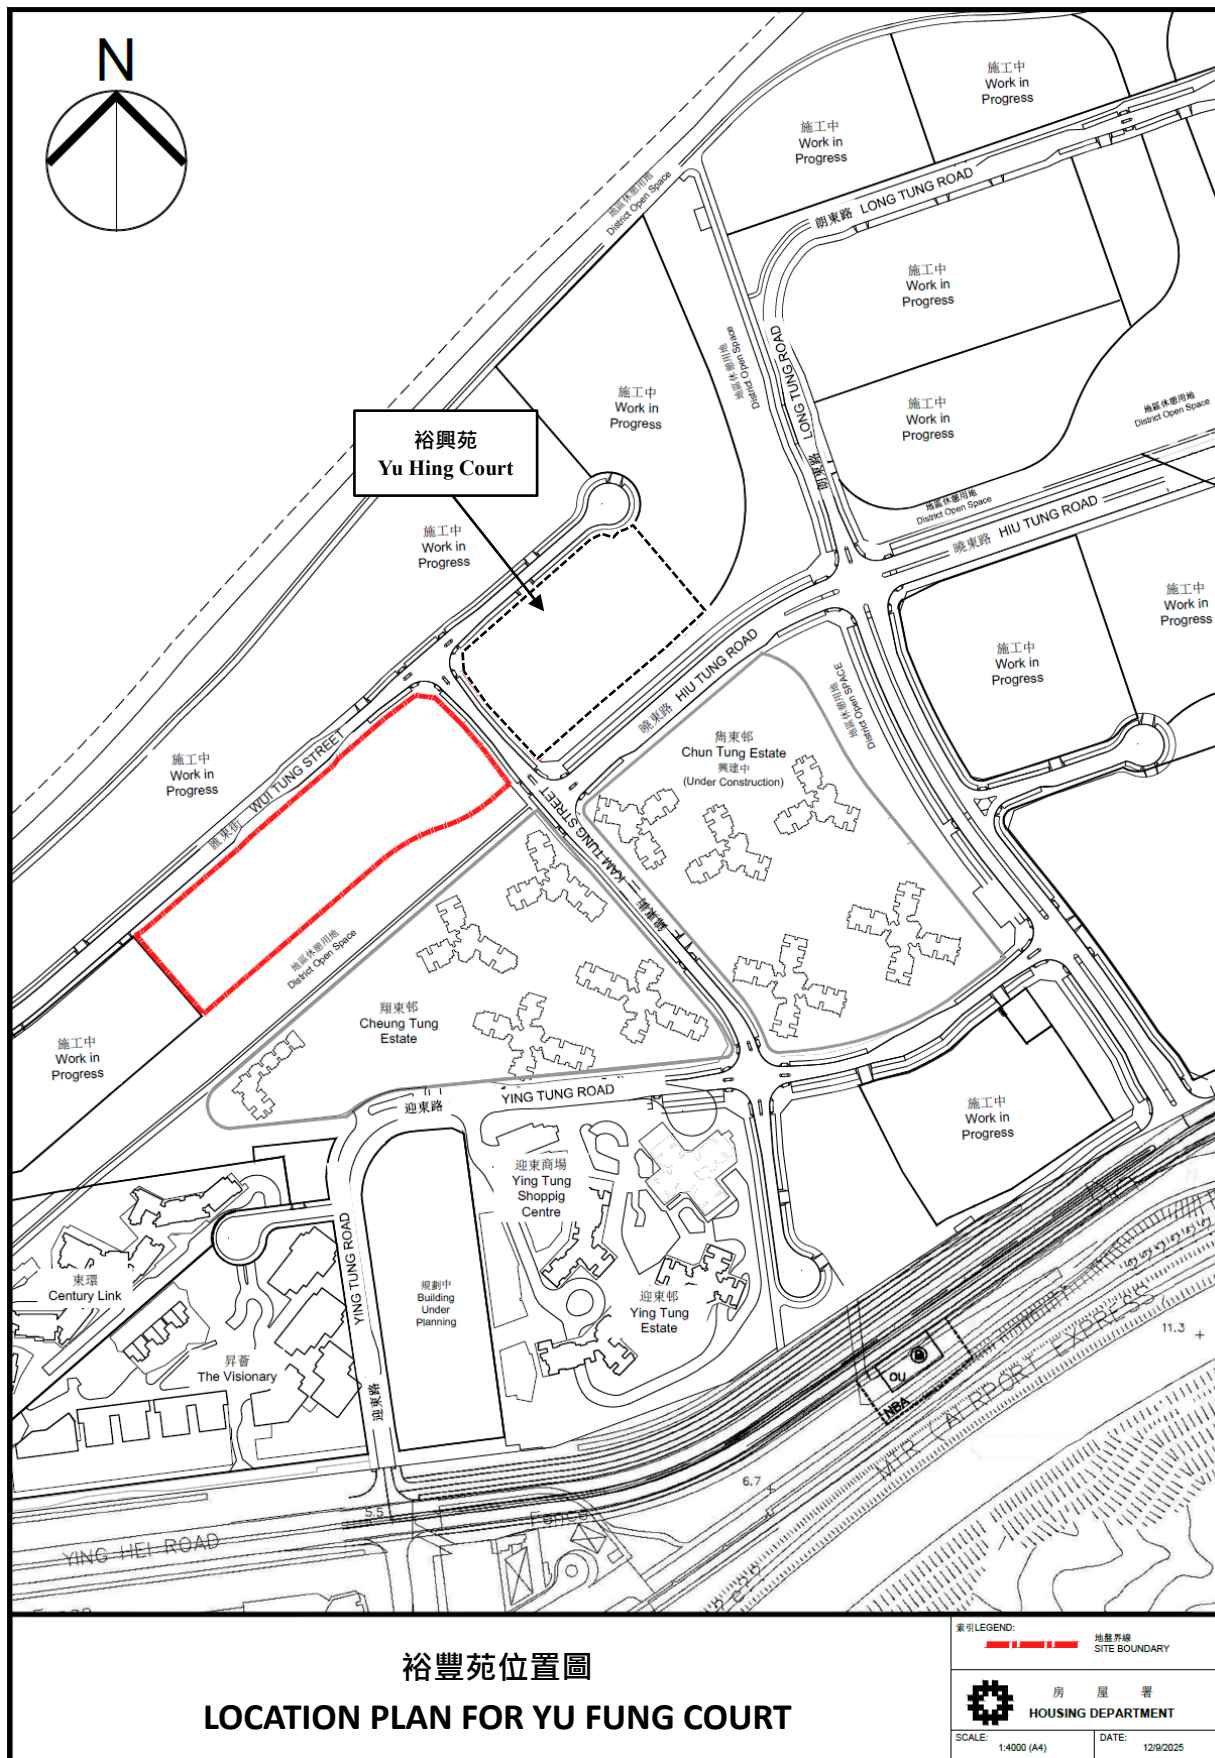 N
施工中
Work in
Progress
施工中
Work in
Progress
地區休憩用地
District Open Space
朗東路 LONG TUNG ROAD
施工中
Work in
Progress
地區休憩用地
District Open Space
朗東路 LONG TUNG ROAD
施工中
Work in
Progress
施工中
Work in
Progress
地區休憩用地
District Open Space
裕興苑
Yu Hing Court
地區休憩用地
District Open Space
曉東路 HIU TUNG ROAD
施工中
Work in
Progress
施工中
Work in
Progress
施工中
Work in
Progress
曉東路 HIU TUNG ROAD
地區休憩用地
District Open SPACE
雋東邨
Chun Tung Estate
興建中
(Under Construction)
施工中
Work in
Progress
匯東街 WUI TUNG STREET
錦東街 KAM TUNG STREET
地區休憩用地
District Open Space
翔東邨
Cheung Tung
Estate
施工中
Work in
Progress
迎東路
YING TUNG ROAD
施工中
Work in
Progress
迎東商場
Ying Tung
Shoppig
Centre
東環
Century Link
迎東路 YING TUNG ROAD
規劃中
Building
Under
Planning
迎東邨
Ying Tung
Estate
昇薈
The Visionary
OU
NBA
11.3
MTR (AIRPORT EXPRESS
6.7
5.5
Fence
YING HEI ROAD
裕豐苑位置圖
LOCATION PLAN FOR YU FUNG COURT
索引LEGEND:
地盤界線
SITE BOUNDARY
房屋署
HOUSING DEPARTMENT
SCALE:
1:4000 (A4)
DATE:
12/9/2025